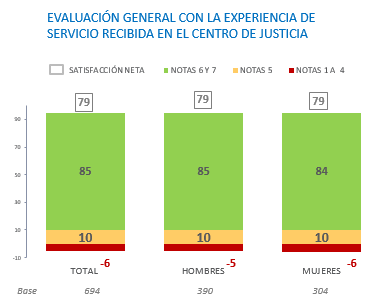 EVALUACIÓN GENERAL CON LA EXPERIENCIA DE
SERVICIO RECIBIDA EN EL CENTRO DE JUSTICIA
SATISFACCIÓN NETA NOTAS 6 Y 7 NOTAS 5 NOTAS 1 A 4
79 79 79
90
70
50
30
10
-10
85 85 84
10 10 10
-6 -5 -6
TOTAL HOMBRES MUJERES
Base 694 390 304